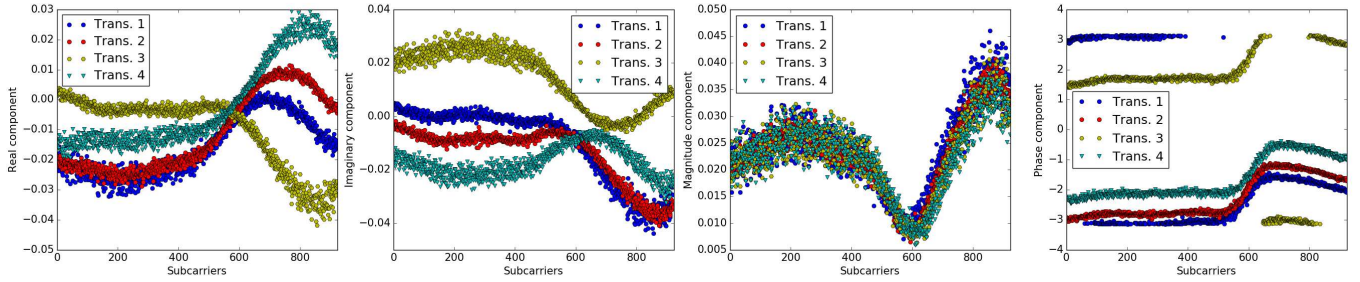 0.03
0.02
0.01
0.00
−0.01
−0.02
−0.03
−0.04
−0.05
0 200 400 600 800
Real component
Subcarriers
Trans. 1
Trans. 2
Trans. 3
Trans. 4
0.04
0.02
0.00
−0.02
−0.04
0 200 400 600 800
Imaginary component
Subcarriers
Trans. 1
Trans. 2
Trans. 3
Trans. 4
0.050
0.045
0.040
0.035
0.030
0.025
0.020
0.015
0.010
0.005
0 200 400 600 800
Magnitude component
Subcarriers
Trans. 1
Trans. 2
Trans. 3
Trans. 4
4
3
2
1
0
−1
−2
−3
−4
0 200 400 600 800
Phase component
Subcarriers
Trans. 1
Trans. 2
Trans. 3
Trans. 4